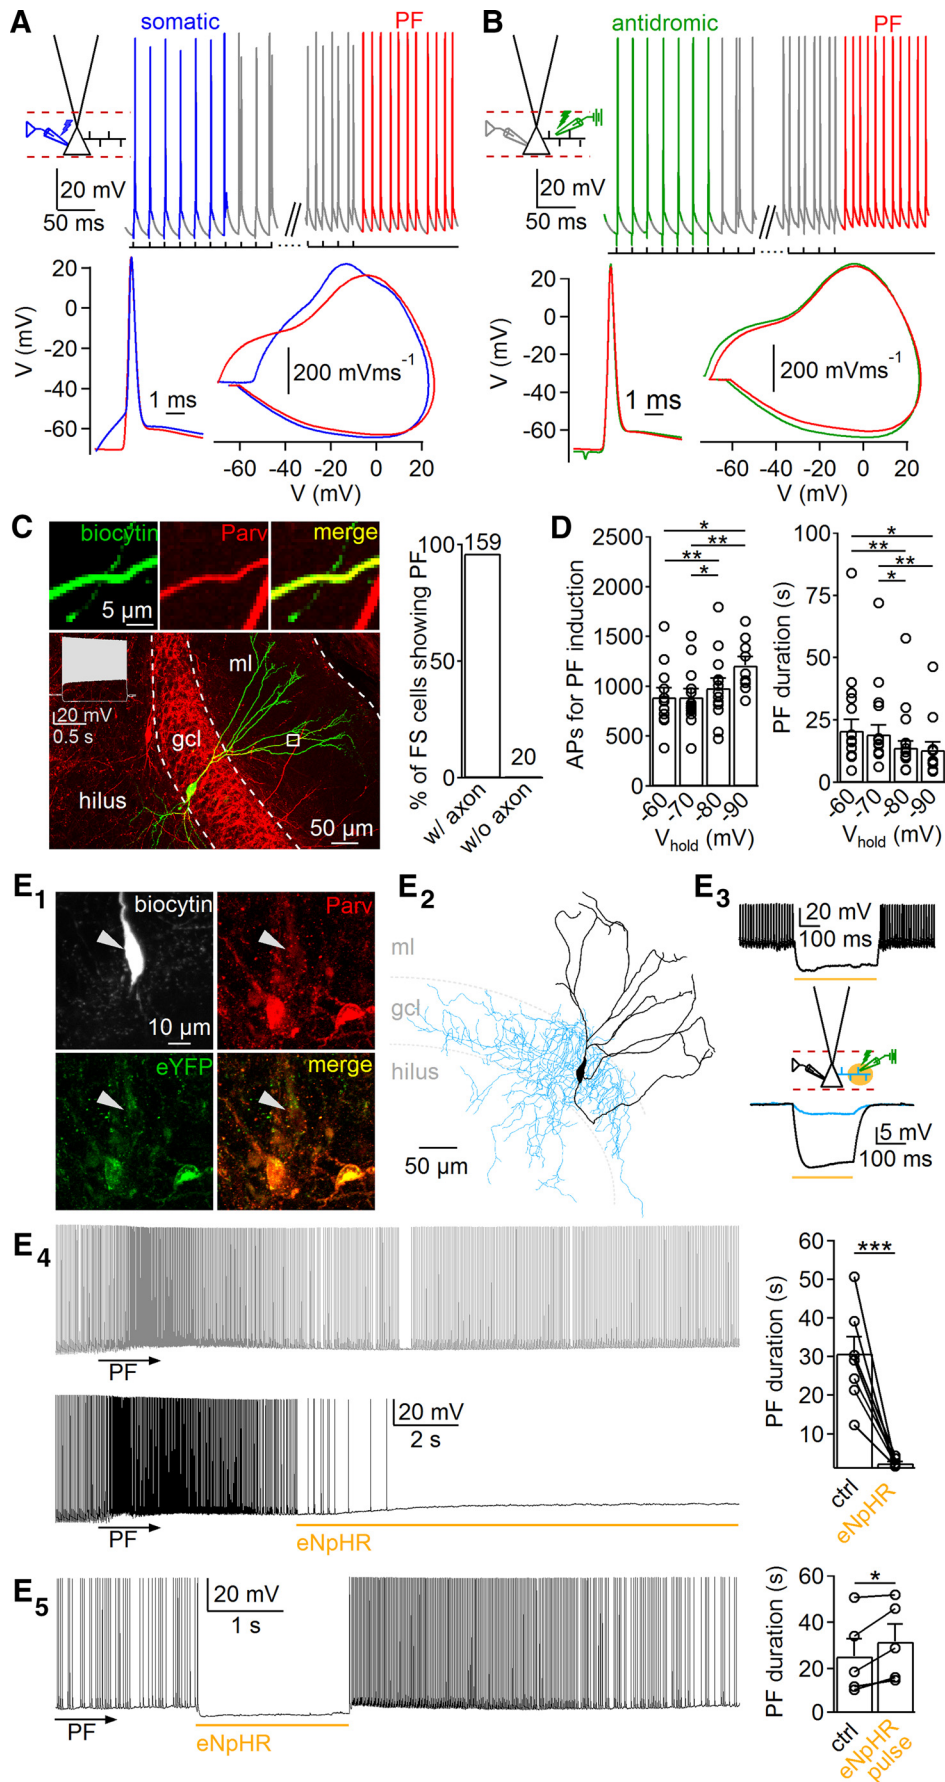 A
somatic
PF
20 mV
50 ms
V (mV)
20
0
-20
-40
-60
1 ms
200 mVms-1
-60 -40 -20 0 20
V (mV)
B
antidromic
PF
20 mV
50 ms
V (mV)
20
0
-20
-40
-60
1 ms
200 mVms-1
-60 -40 -20 0 20
V (mV)
C
biocytin
Parv
merge
5 μm
20 mV
0.5 s
ml
gcl
hilus
50 μm
% of FS cells showing PF
100
50
0
159
20
w/ axon
w/o axon
D
APs for PF induction
2500
2000
1500
1000
500
0
*
**
**
*
-60
-70
-80
-90
Vhold (mV)
PF duration (s)
100
75
50
25
0
*
**
**
*
-60
-70
-80
-90
Vhold (mV)
E1
biocytin
Parv
10 μm
eYFP
merge
E2
ml
gcl
hilus
50 μm
E3
20 mV
100 ms
5 mV
100 ms
E4
PF
20 mV
2 s
PF
eNpHR
PF duration (s)
60
50
40
30
20
10
***
ctrl
eNpHR
E5
20 mV
1 s
PF
eNpHR
PF duration (s)
60
40
20
0
*
ctrl
eNpHR
pulse